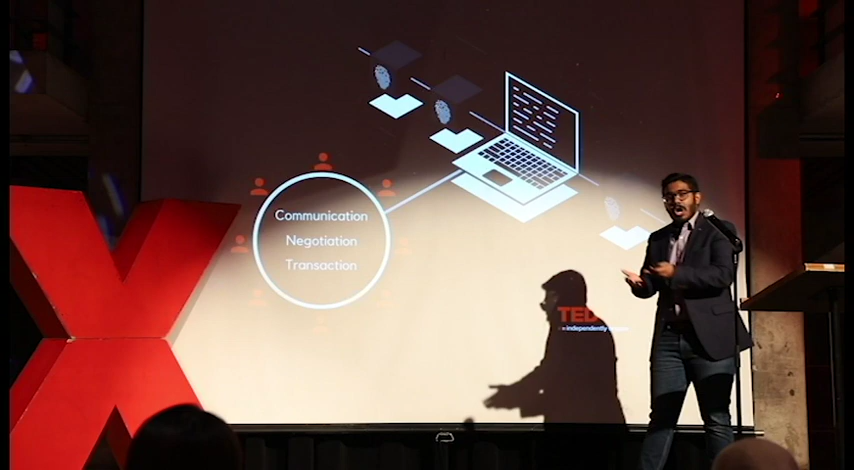 Communication
Negotiation
Transaction
TED
independently
X